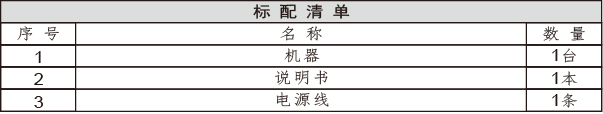 标配清单
序号 名称 数量
1 机器 1台
2 说明书 1本
3 电源线 1条